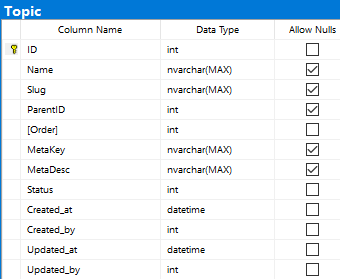 Topic
Column Name Data Type Allow Nulls
ID int
Name nvarchar(MAX)
Slug nvarchar(MAX)
ParentID int
[Order] int
MetaKey nvarchar(MAX)
MetaDesc nvarchar(MAX)
Status int
Created_at datetime
Created_by int
Updated_at datetime
Updated_by int